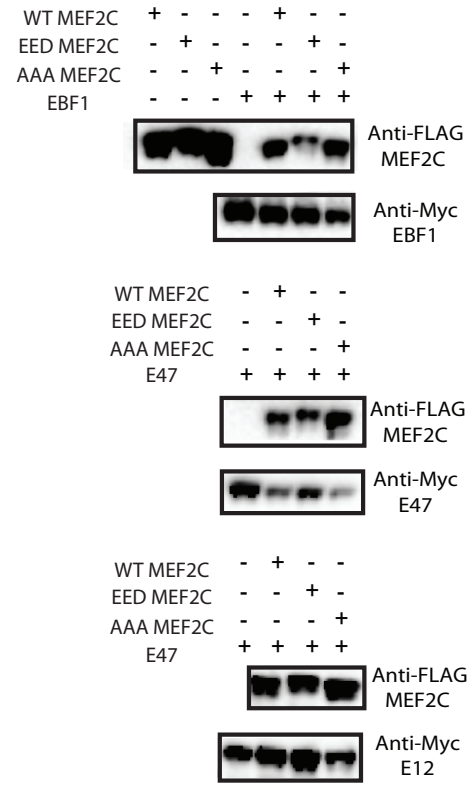 WT MEF2C + - - - + - -
EED MEF2C - + - - - + -
AAA MEF2C - - + - - - +
EBF1 - - - + + + +
Anti-FLAG
MEF2C
Anti-Myc
EBF1
WT MEF2C - + - -
EED MEF2C - - + -
AAA MEF2C - - - +
E47 + + + +
Anti-FLAG
MEF2C
Anti-Myc
E47
WT MEF2C - + - -
EED MEF2C - - + -
AAA MEF2C - - - +
E47 + + + +
Anti-FLAG
MEF2C
Anti-Myc
E12